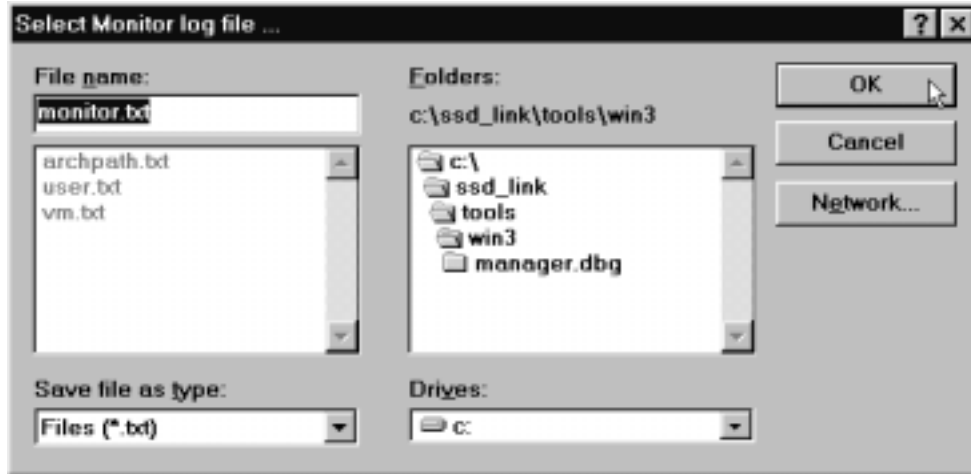 Select Monitor log file ...
File name:
monitor.txt
archpath.txt
user.txt
vm.txt
Save file as type:
Files (*.txt)
Folders:
c:\ssd_link\tools\win3
c:\
ssd_link
tools
win3
manager.dbg
Drives:
c:
OK
Cancel
Network...